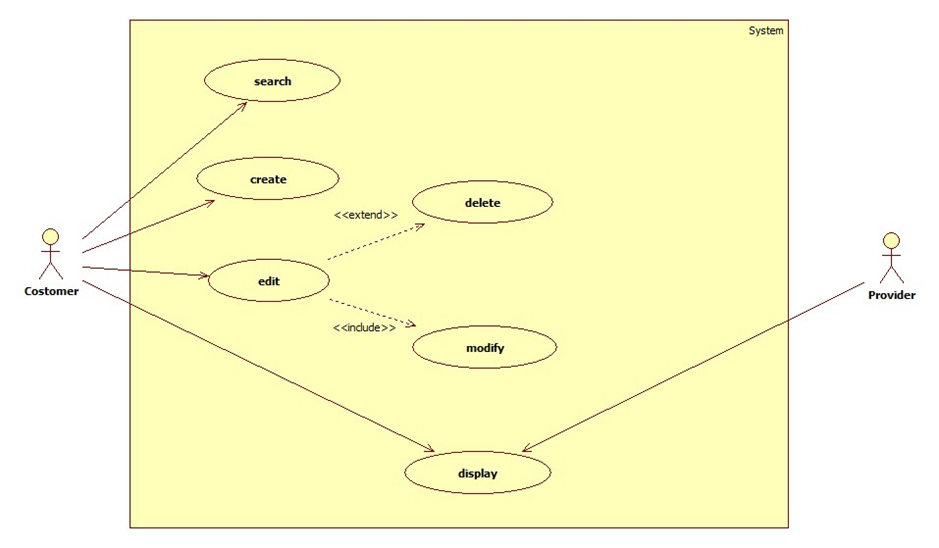 System
search
create
delete
<<extend>>
Costomer
edit
Provider
<<include>>
modify
display